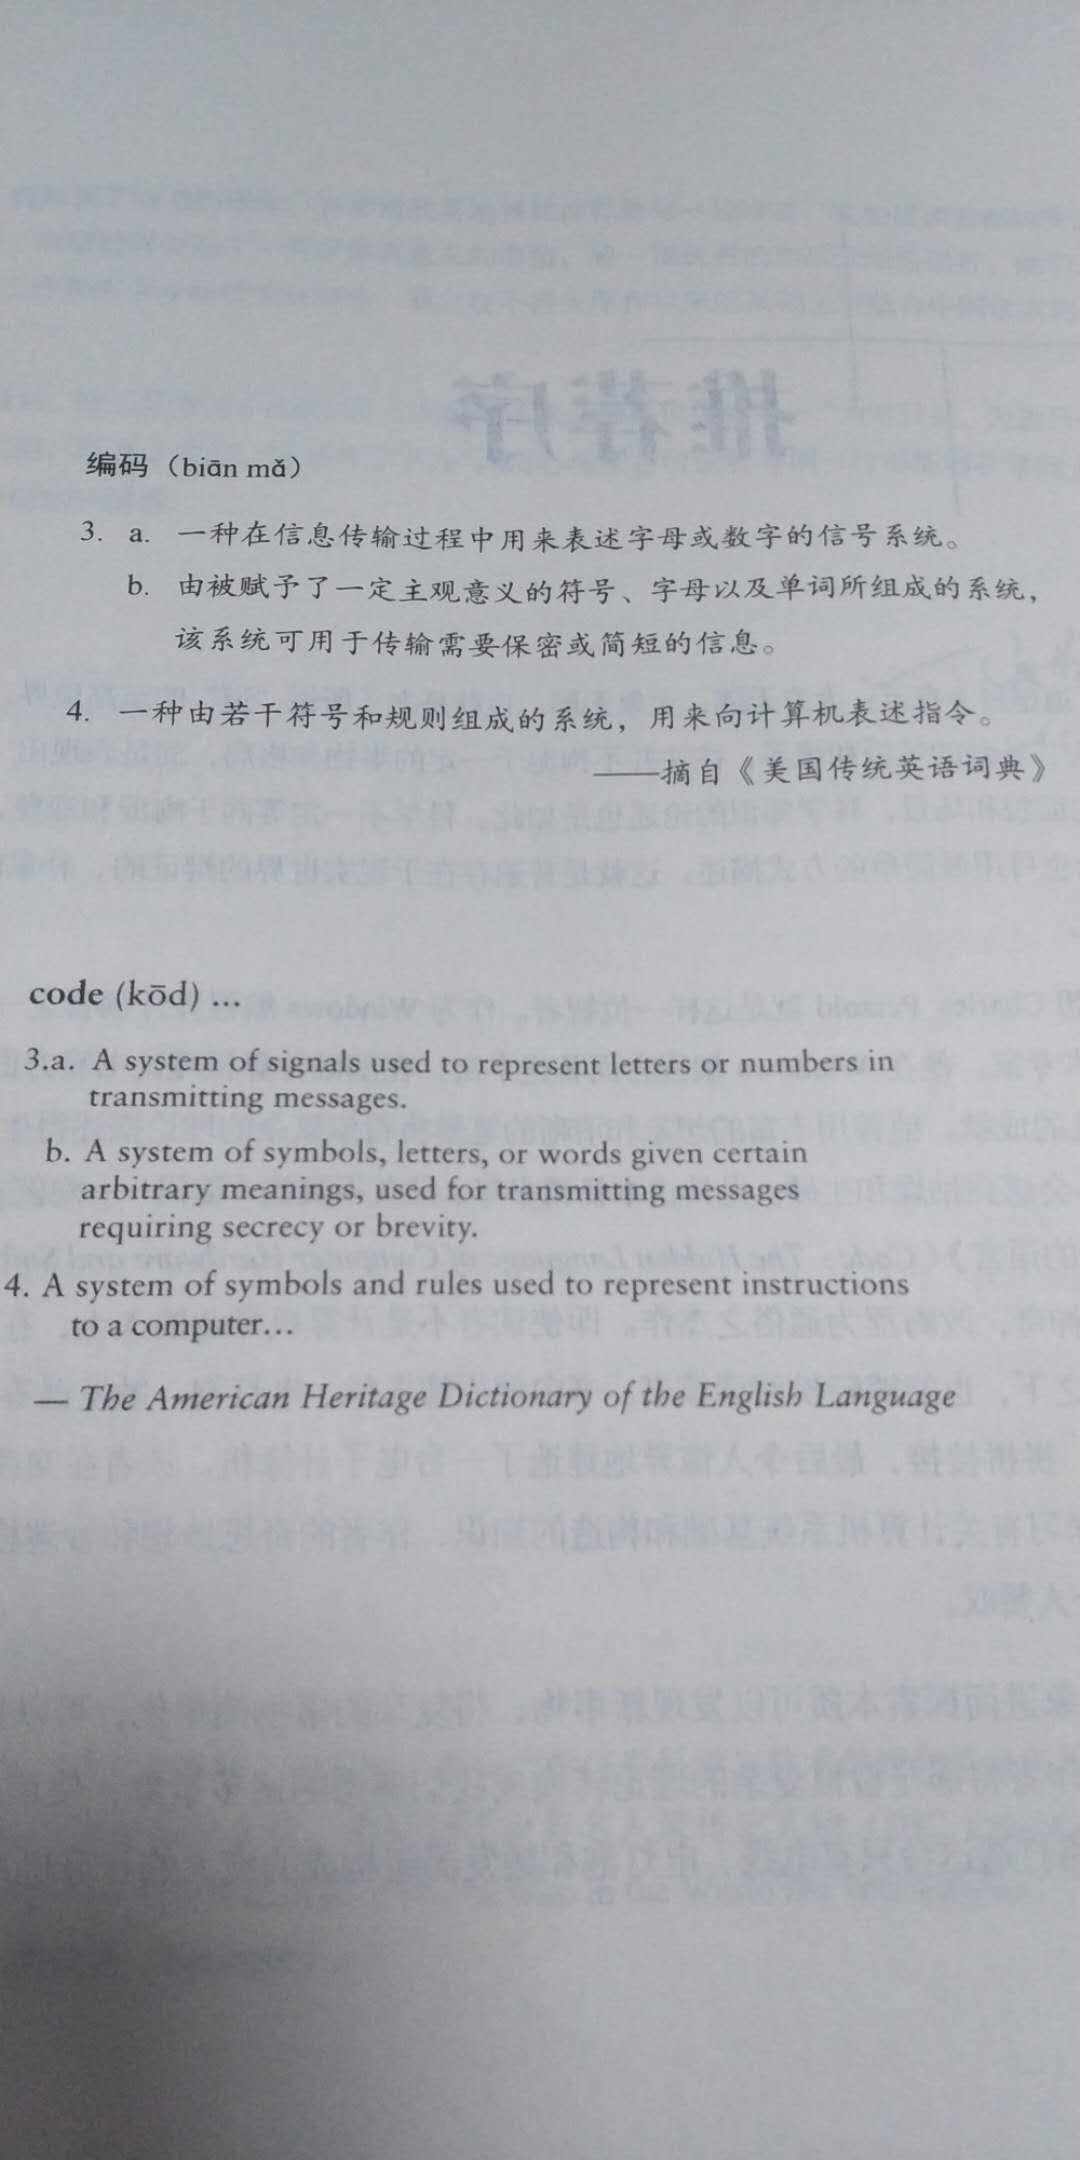 编码（biān mǎ）
3. a. 一种在信息传输过程中用来表述字母或数字的信号系统。
b. 由被赋予了一定主观意义的符号、字母以及单词所组成的系统，
该系统可用于传输需要保密或简短的信息。
4. 一种由若干符号和规则组成的系统，用来向计算机表述指令。
——摘自《美国传统英语词典》
code (kōd) ...
3.a. A system of signals used to represent letters or numbers in
transmitting messages.
b. A system of symbols, letters, or words given certain
arbitrary meanings, used for transmitting messages
requiring secrecy or brevity.
4. A system of symbols and rules used to represent instructions
to a computer...
— The American Heritage Dictionary of the English Language